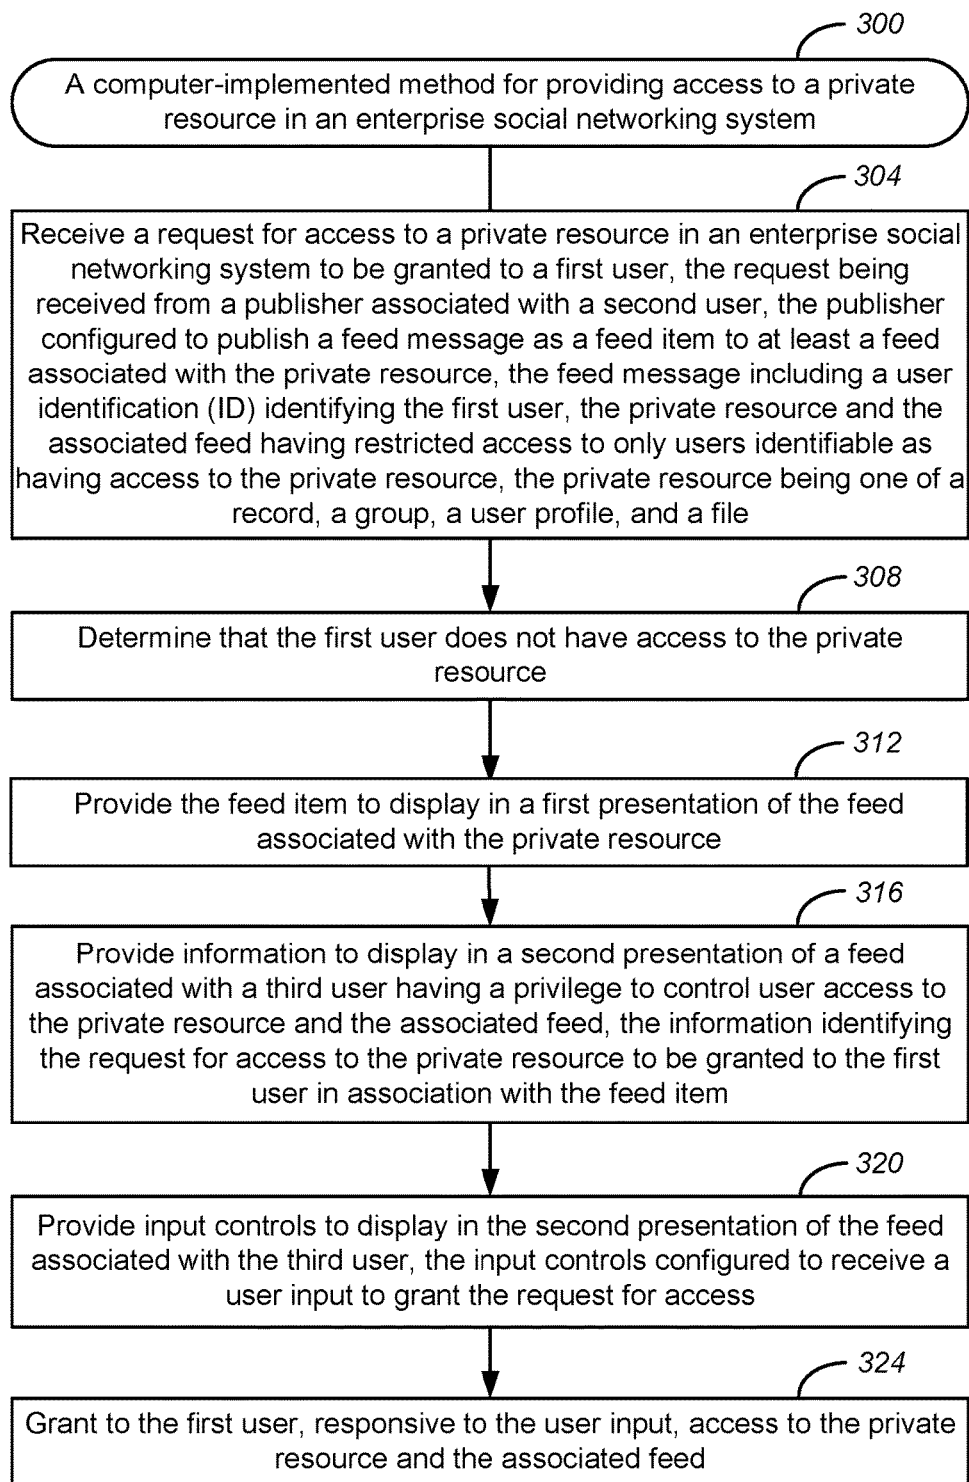 300
A computer-implemented method for providing access to a private
resource in an enterprise social networking system
304
Receive a request for access to a private resource in an enterprise social
networking system to be granted to a first user, the request being
received from a publisher associated with a second user, the publisher
configured to publish a feed message as a feed item to at least a feed
associated with the private resource, the feed message including a user
identification (ID) identifying the first user, the private resource and the
associated feed having restricted access to only users identifiable as
having access to the private resource, the private resource being one of a
record, a group, a user profile, and a file
308
Determine that the first user does not have access to the private
resource
312
Provide the feed item to display in a first presentation of the feed
associated with the private resource
316
Provide information to display in a second presentation of a feed
associated with a third user having a privilege to control user access to
the private resource and the associated feed, the information identifying
the request for access to the private resource to be granted to the first
user in association with the feed item
320
Provide input controls to display in the second presentation of the feed
associated with the third user, the input controls configured to receive a
user input to grant the request for access
324
Grant to the first user, responsive to the user input, access to the private
resource and the associated feed